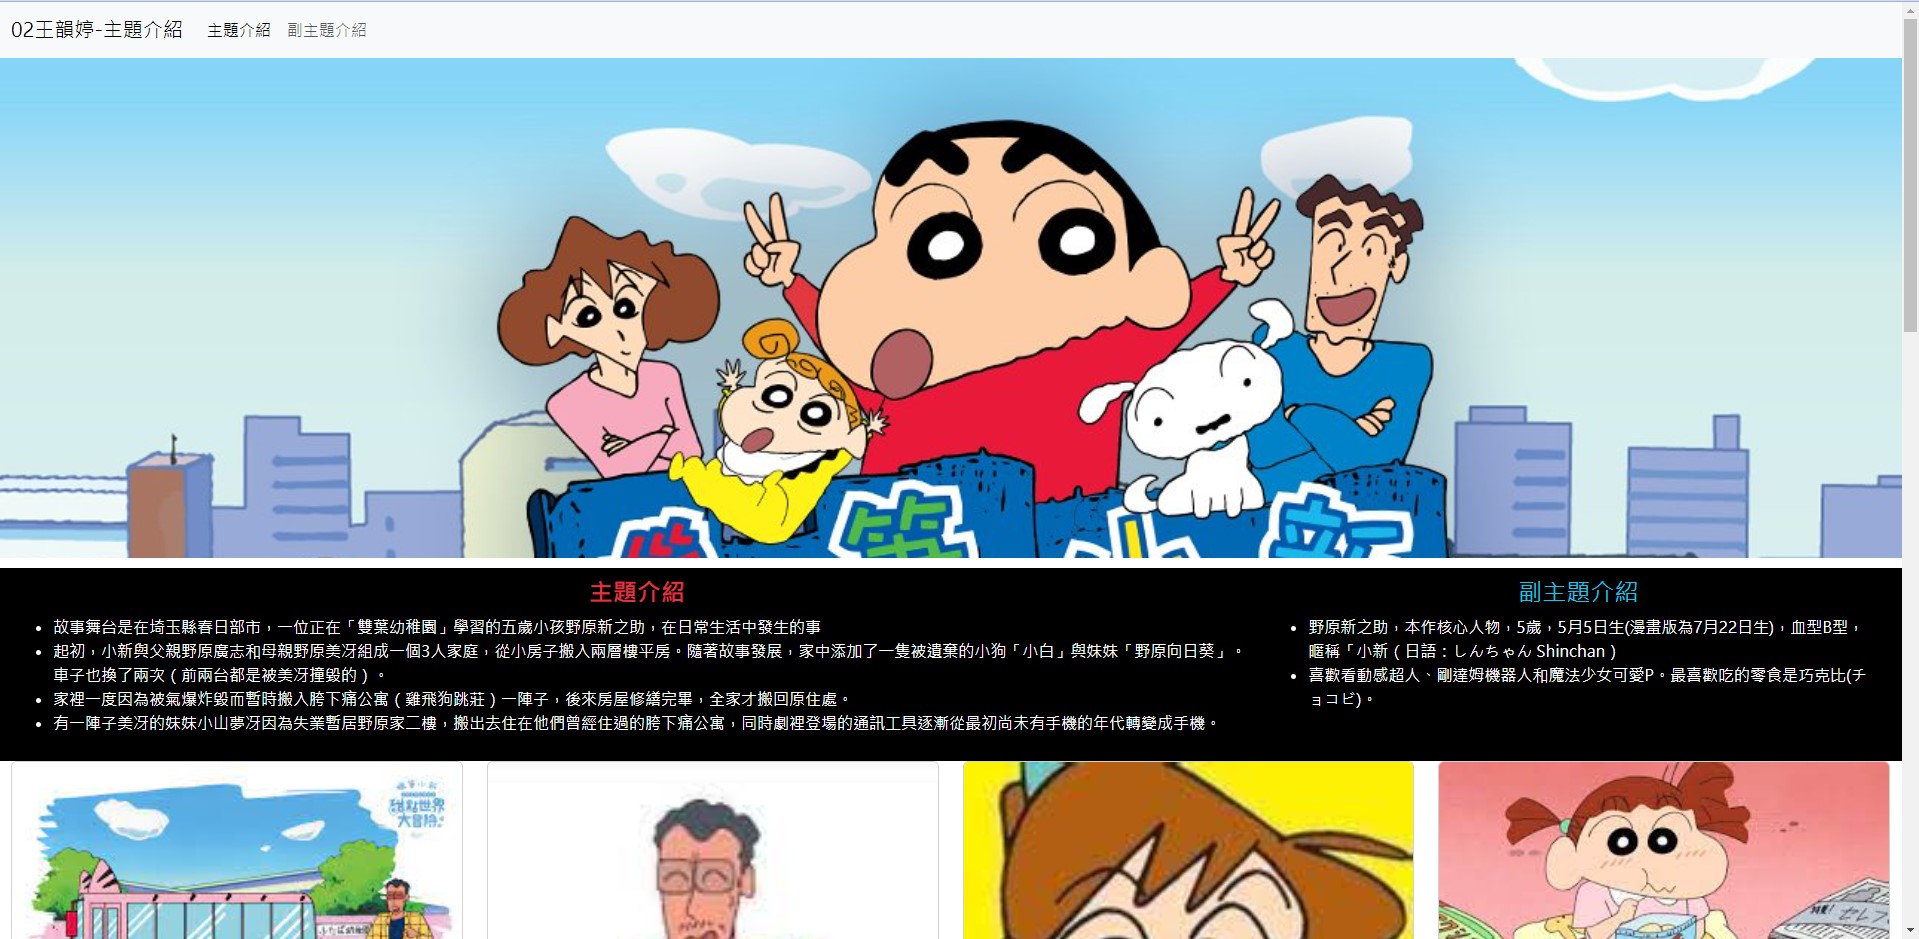 02王韻婷-主題介紹
主題介紹
副主題介紹
蠟筆小新
主題介紹
故事舞台是在埼玉縣春日部市，一位正在「雙葉幼稚園」學習的五歲小孩野原新之助，在日常生活中發生的事
起初，小新與父親野原廣志和母親野原美冴組成一個3人家庭，從小房子搬入兩層樓平房。隨著故事發展，家中添加了一隻被遺棄的小狗「小白」與妹妹「野原向日葵」。
車子也換了兩次（前兩台都是被美冴撞毀的）。
家裡一度因為被氣爆炸毀而暫時搬入胯下痛公寓（雞飛狗跳莊）一陣子，後來房屋修繕完畢，全家才搬回原住處。
有一陣子美冴的妹妹小山夢冴因為失業暫居野原家二樓，搬出去住在他們曾經住過的胯下痛公寓，同時劇裡登場的通訊工具逐漸從最初尚未有手機的年代轉變成手機。
副主題介紹
野原新之助，本作核心人物，5歲，5月5日生(漫畫版為7月22日生)，血型B型，
暱稱「小新（日語：しんちゃん Shinchan）
喜歡看動感超人、剛達姆機器人和魔法少女可愛P。最喜歡吃的零食是巧克比(チ
ョコビ)。
蠟筆小新
甜點世界
大冒險
ふたば幼稚園